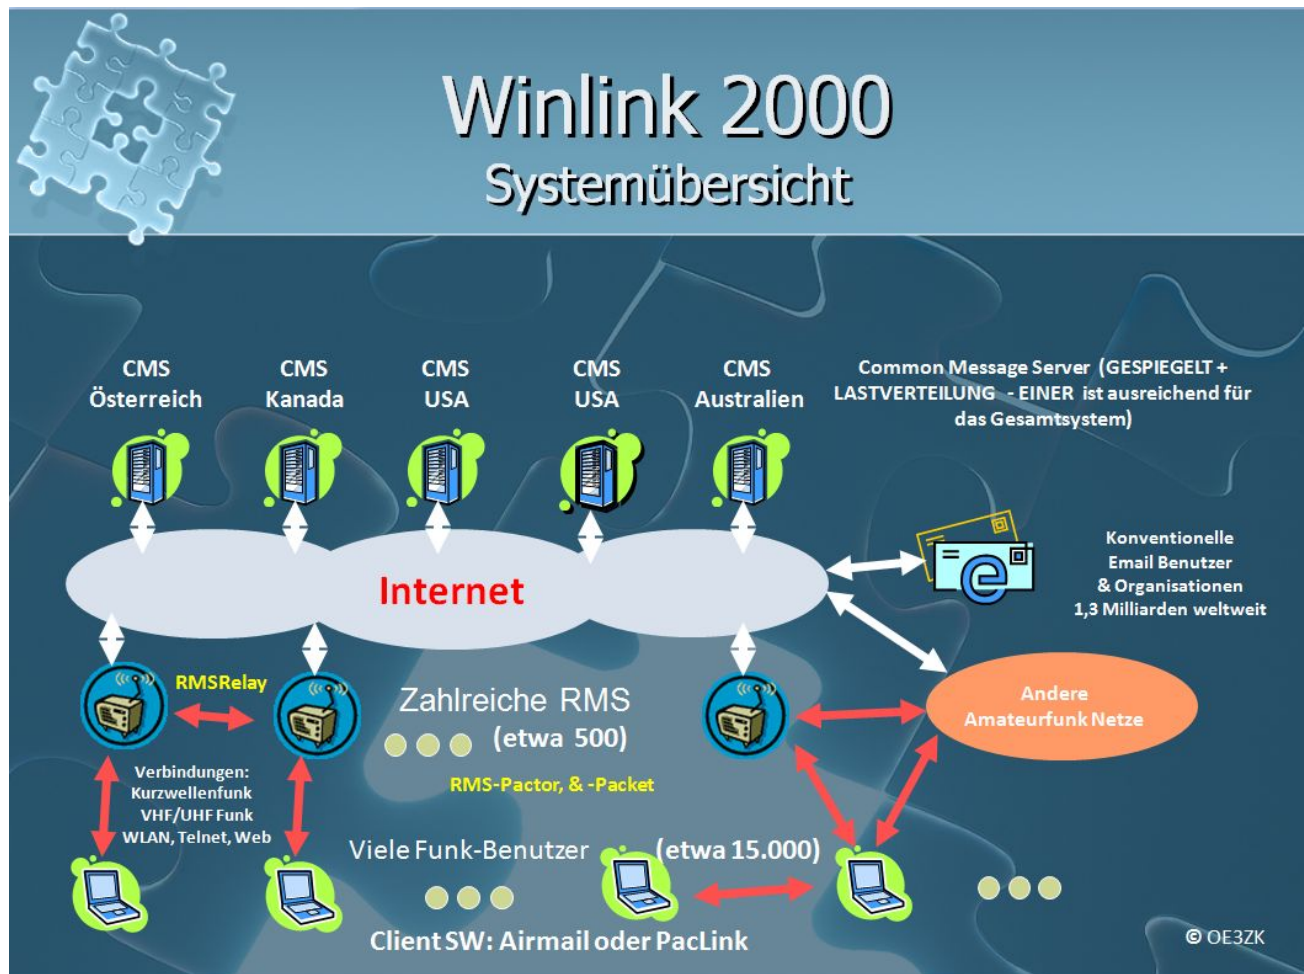 Winlink 2000
Systemübersicht
CMS
Österreich
CMS
Kanada
CMS
USA
CMS
USA
CMS
Australien
Common Message Server (GESPIEGELT +
LASTVERTEILUNG - EINER ist ausreichend für
das Gesamtsystem)
Internet
Konventionelle
Email Benutzer
& Organisationen
1,3 Milliarden weltweit
RMSRelay
Zahlreiche RMS
(etwa 500)
RMS-Pactor, & -Packet
Andere
Amateurfunk Netze
Verbindungen:
Kurzwellenfunk
VHF/UHF Funk
WLAN, Telnet, Web
Viele Funk-Benutzer (etwa 15.000)
Client SW: Airmail oder PacLink
© OE3ZK